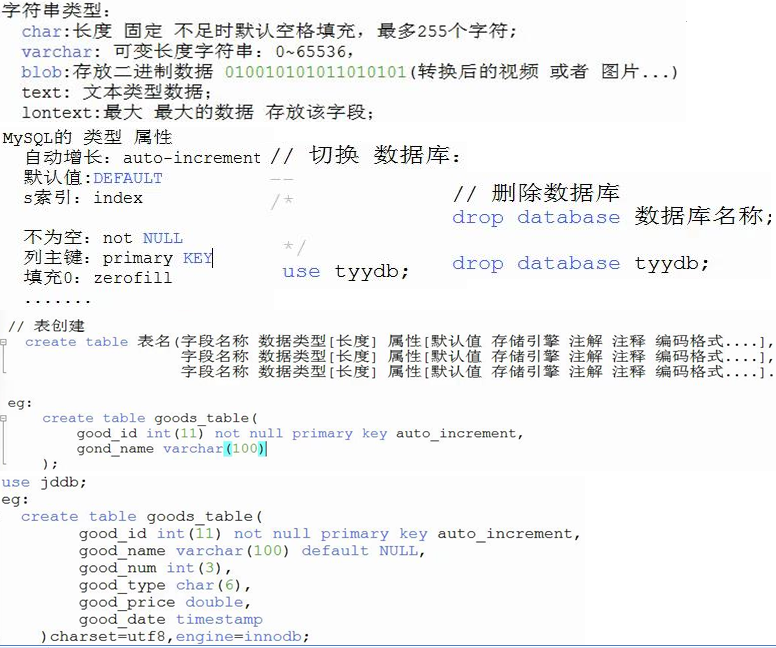 字符串类型:
char:长度 固定 不足时默认空格填充，最多255个字符;
varchar: 可变长度字符串: 0~65536，
blob:存放二进制数据 010010101011010101(转换后的视频 或者 图片...)
text: 文本类型数据;
lontext:最大 最大的数据 存放该字段;
MySQL的 类型 属性
自动增长: auto-increment
默认值:DEFAULT
s索引: index
不为空: not NULL
列主键: primary KEY
填充0: zerofill
.......
// 切换 数据库:
--
/*
*/
use tyydb;
// 删除数据库
drop database 数据库名称;
drop database tyydb;
// 表创建
create table 表名(字段名称 数据类型[长度] 属性[默认值 存储引擎 注解 注释 编码格式....],
字段名称 数据类型[长度] 属性[默认值 存储引擎 注解 注释 编码格式....],
字段名称 数据类型[长度] 属性[默认值 存储引擎 注解 注释 编码格式....].
eg:
create table goods_table(
good_id int(11) not null primary key auto_increment,
gond_name varchar(100)
);
use jddb;
eg:
create table goods_table(
good_id int(11) not null primary key auto_increment,
good_name varchar(100) default NULL,
good_num int(3),
good_type char(6),
good_price double,
good_date timestamp
)charset=utf8,engine=innodb;